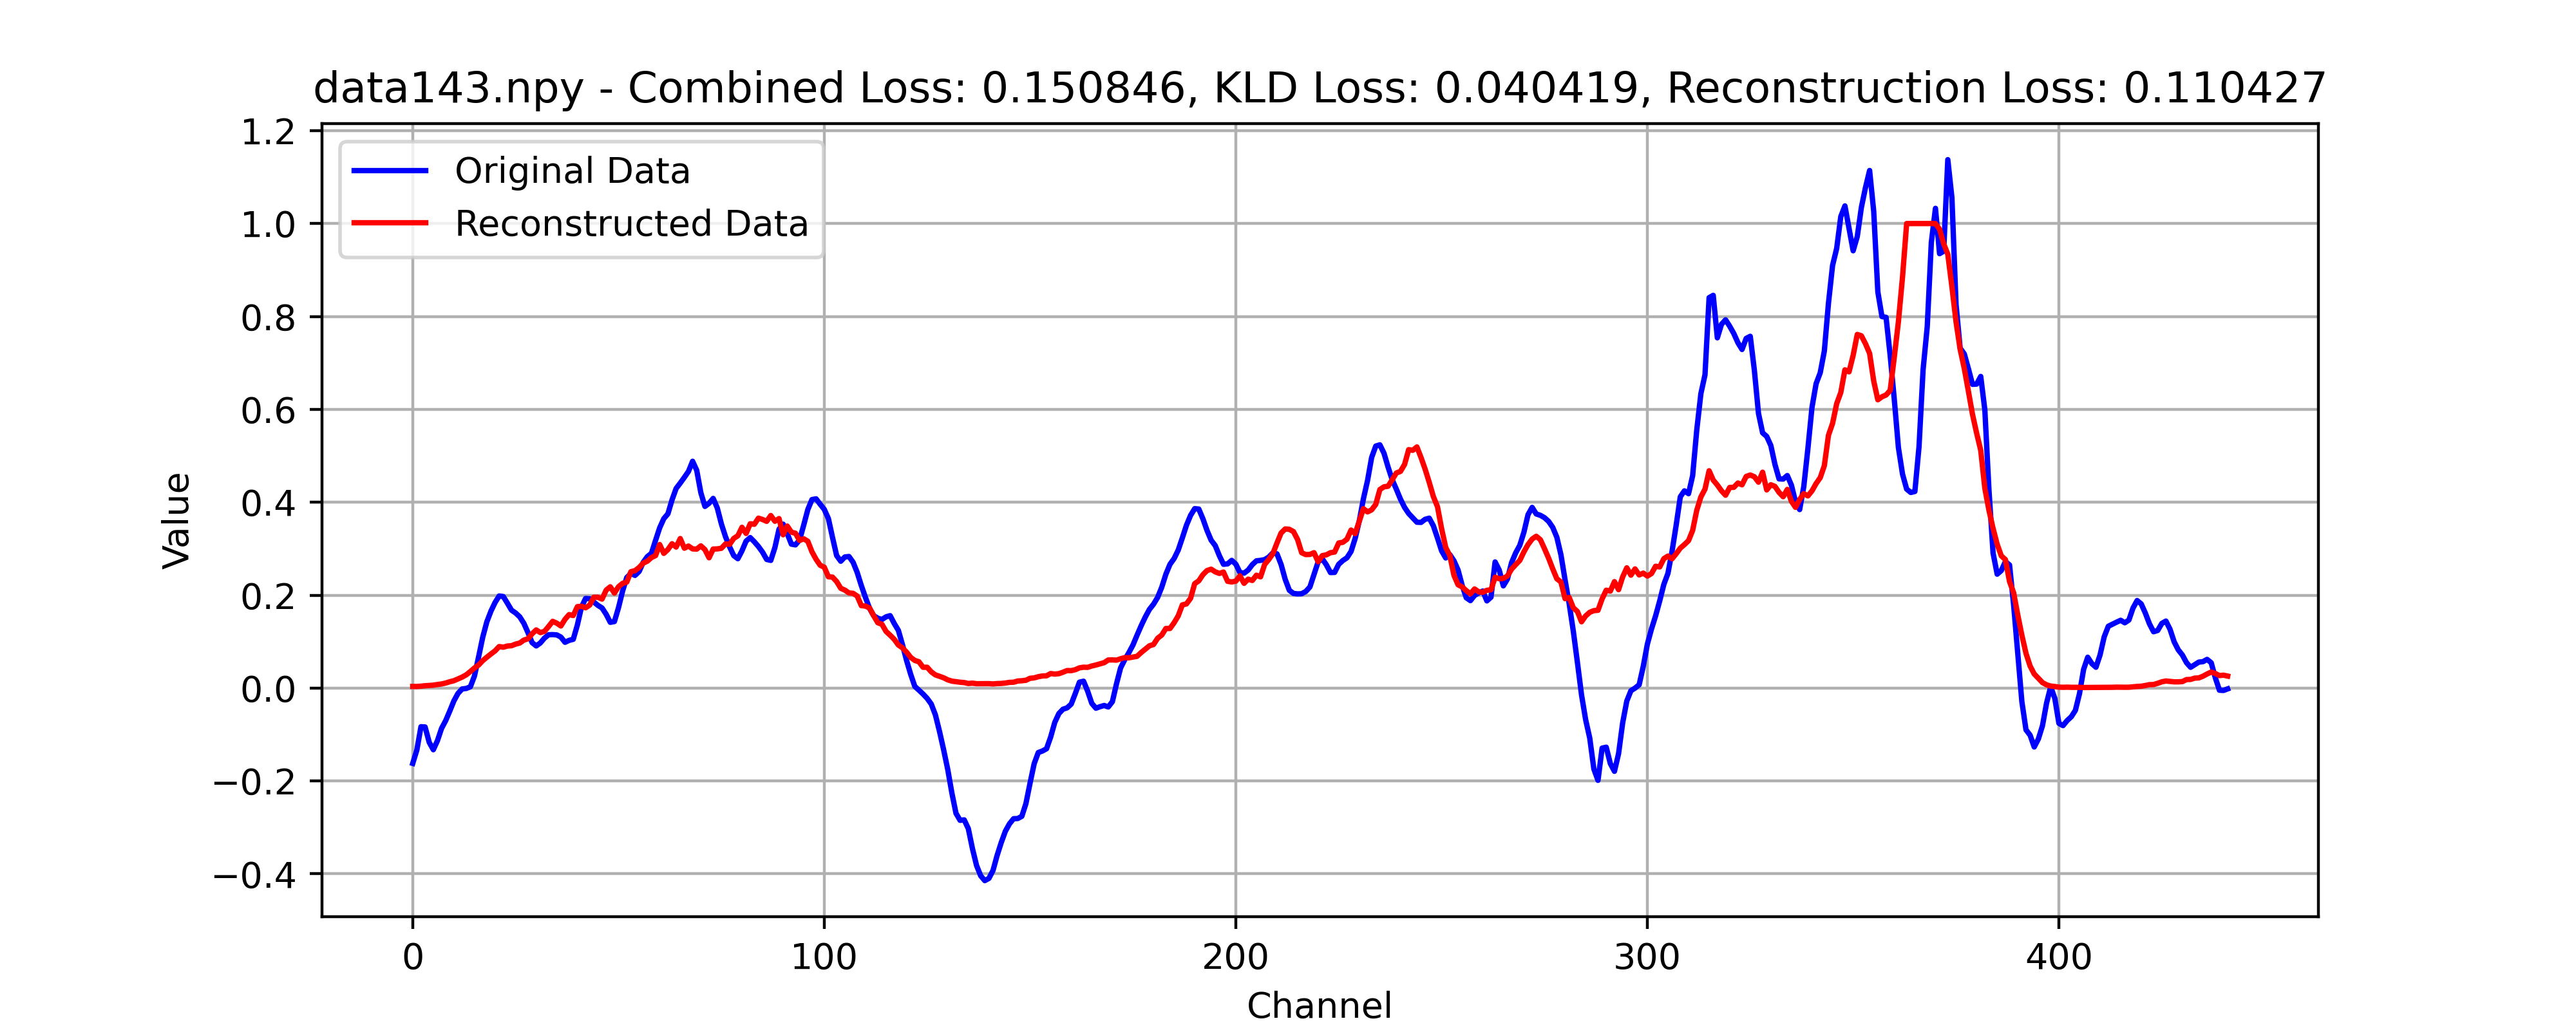 data143.npy - Combined Loss: 0.150846, KLD Loss: 0.040419, Reconstruction Loss: 0.110427
1.2
1.0
0.8
0.6
0.4
0.2
0.0
−0.2
−0.4
Value
Original Data
Reconstructed Data
0 100 200 300 400
Channel